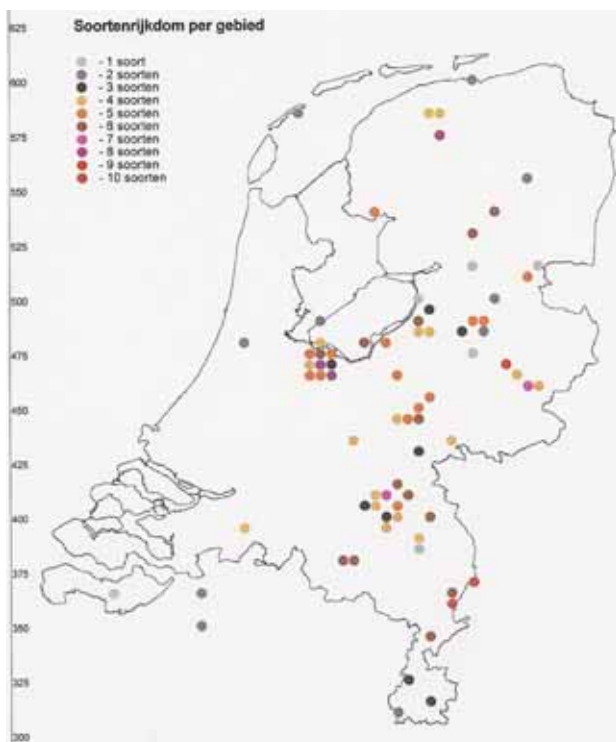 Soortenrijkdom per gebied
- 1 soort
- 2 soorten
- 3 soorten
- 4 soorten
- 5 soorten
- 6 soorten
- 7 soorten
- 8 soorten
- 9 soorten
- 10 soorten
625
600
575
550
525
500
475
450
425
400
375
350
325
300